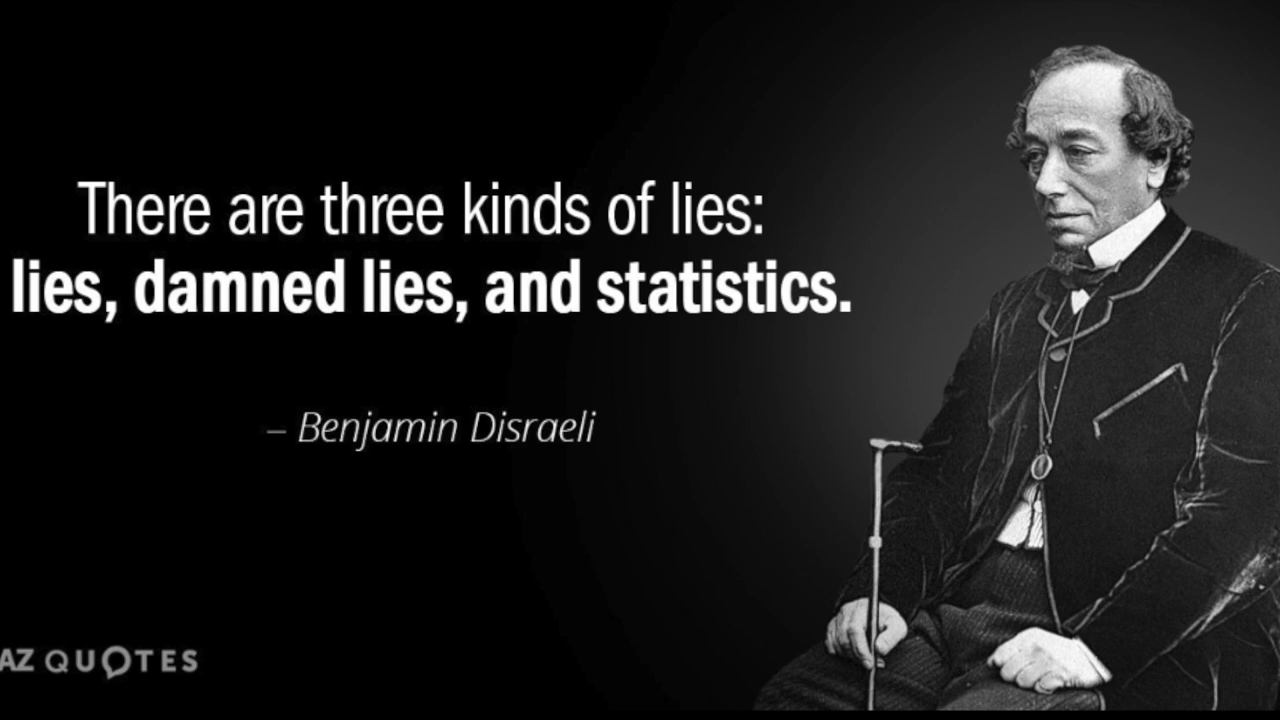 There are three kinds of lies:
lies, damned lies, and statistics.
– Benjamin Disraeli
AZ QUOTES